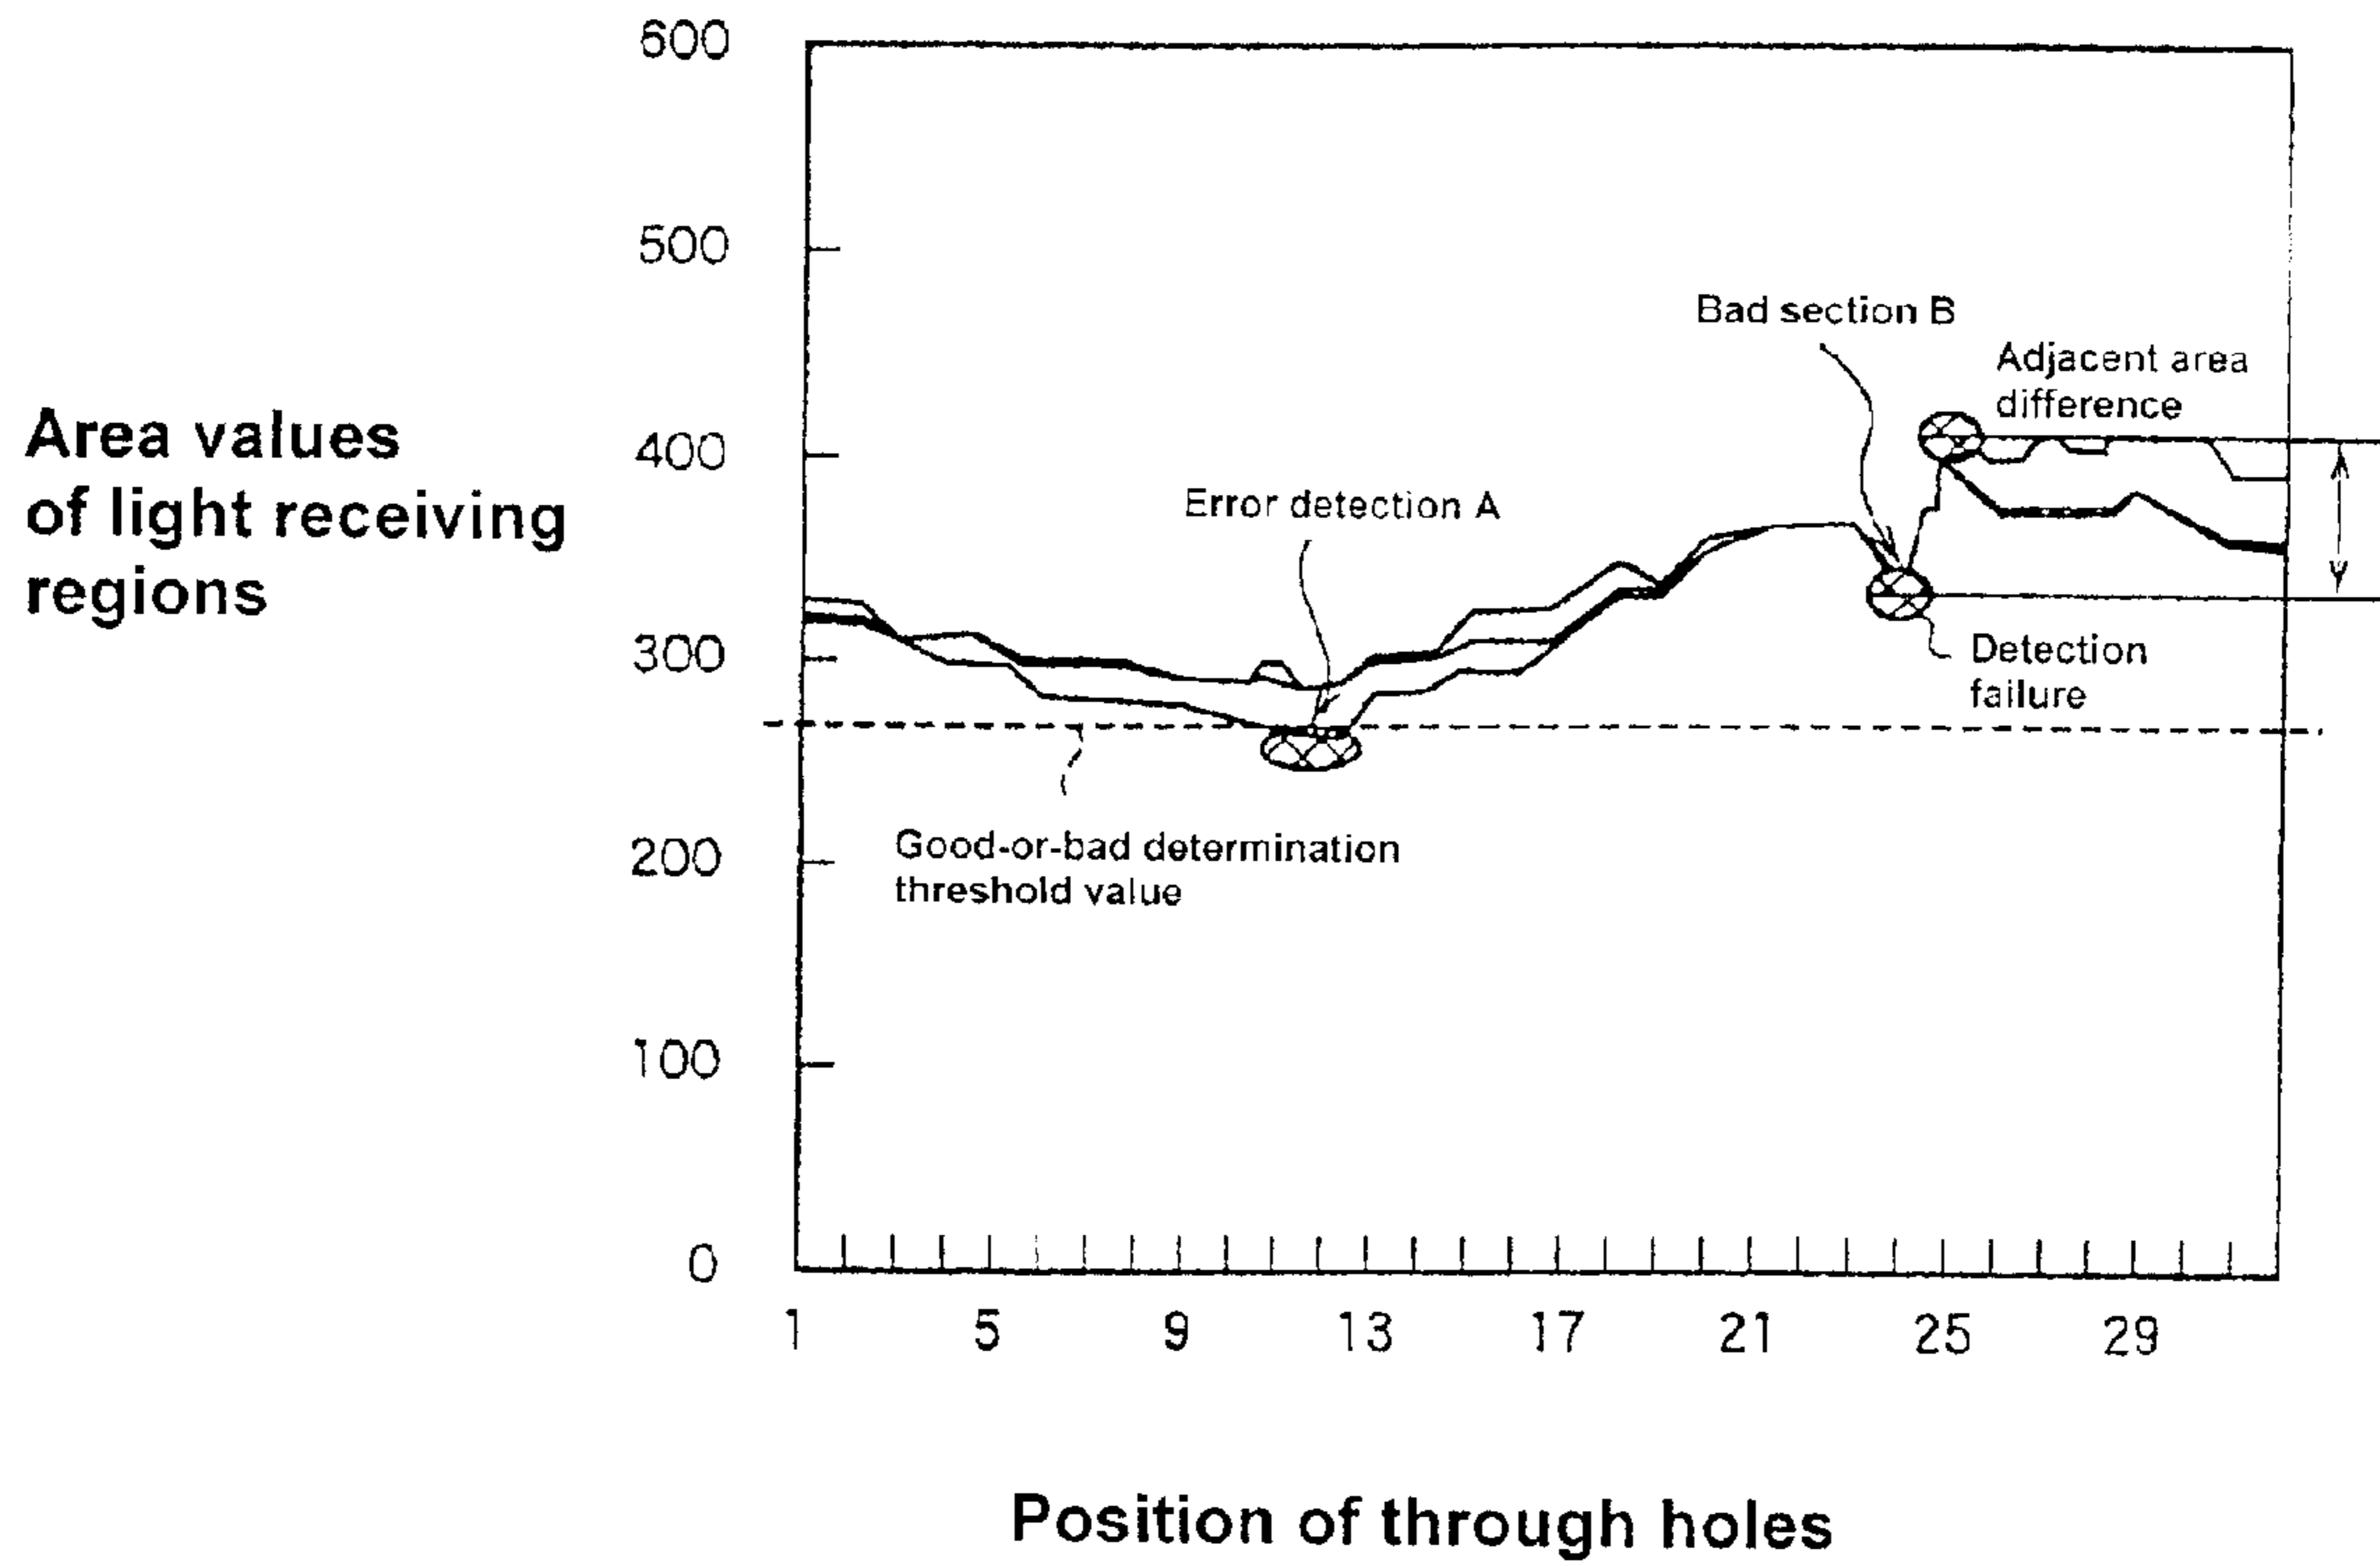 600
500
400
300
200
100
0
Area values
of light receiving
regions
Bad section B
Adjacent area
difference
Error detection A
Detection
failure
Good-or-bad determination
threshold value
1 5 9 13 17 21 25 29
Position of through holes